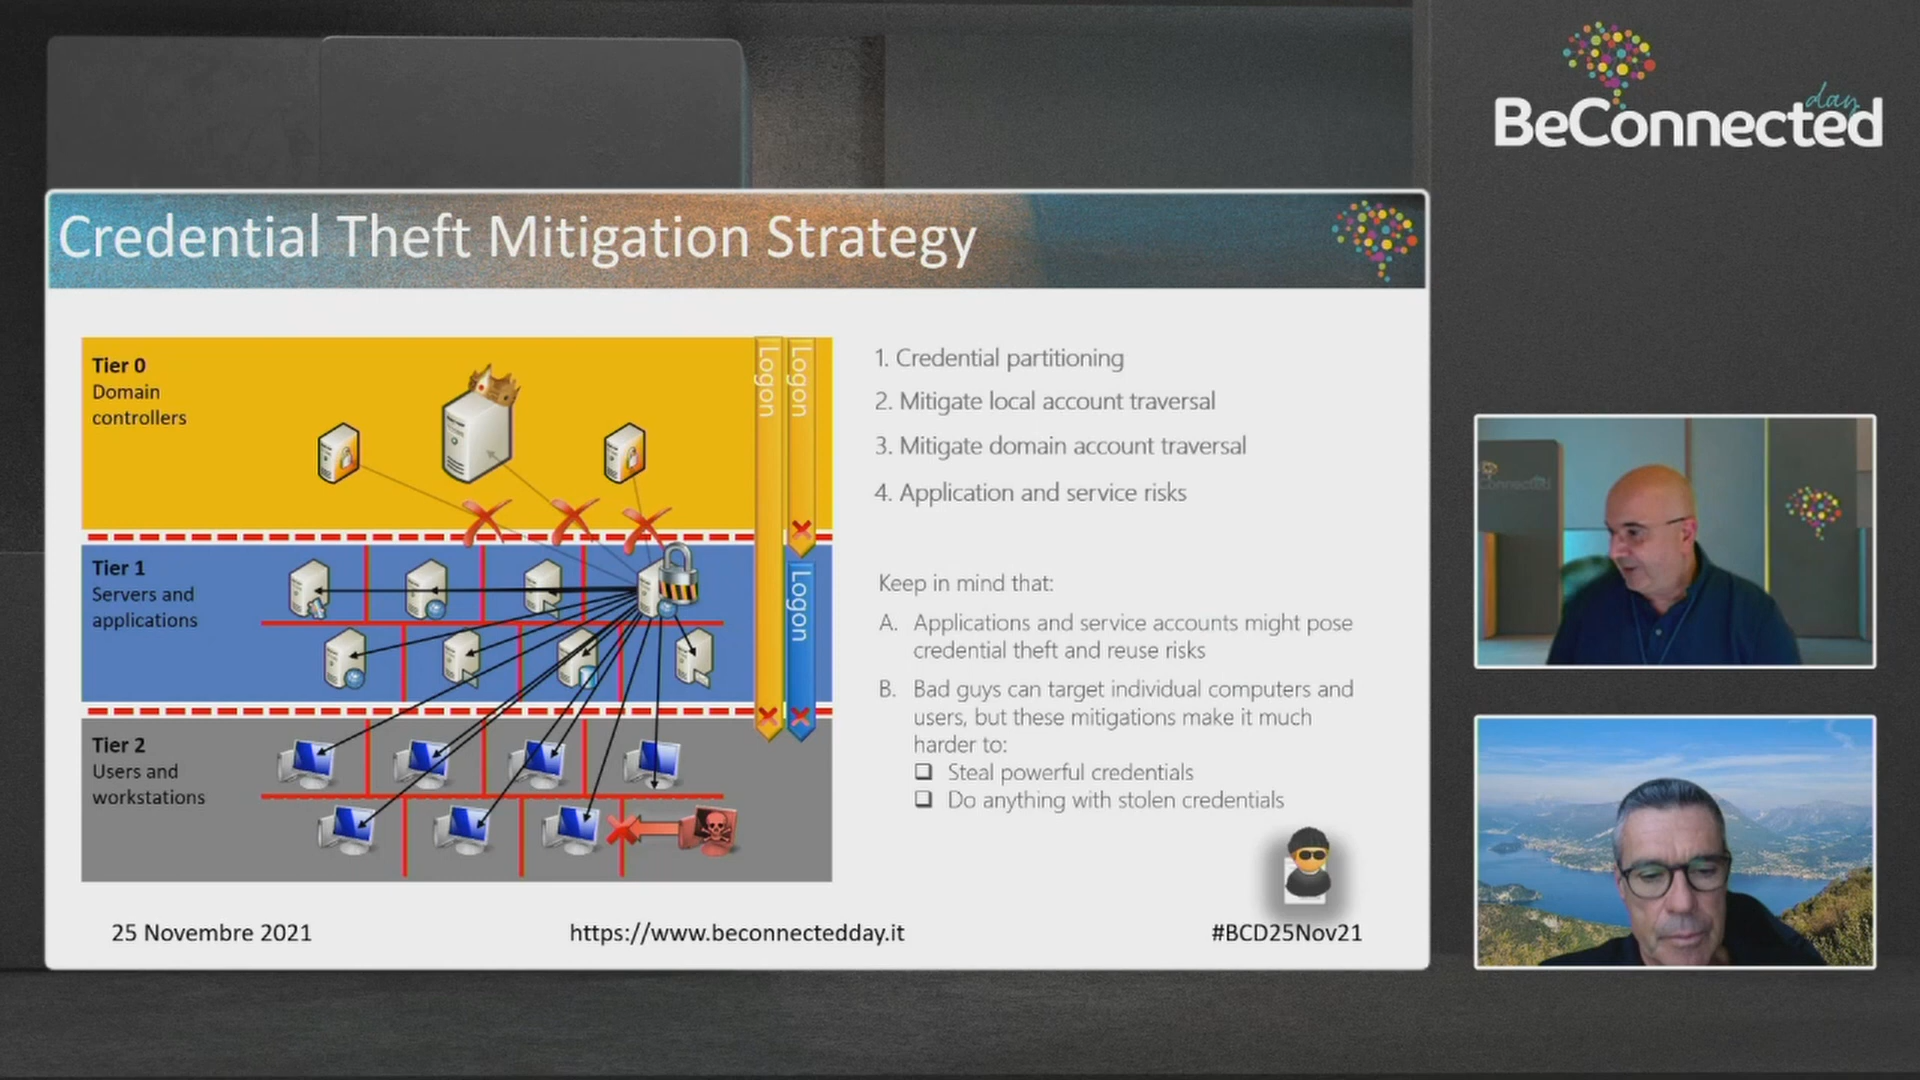 BeConnected
day
Credential Theft Mitigation Strategy
Tier 0
Domain
controllers
Logon
Logon
Tier 1
Servers and
applications
Logon
Tier 2
Users and
workstations
1. Credential partitioning
2. Mitigate local account traversal
3. Mitigate domain account traversal
4. Application and service risks
Keep in mind that:
A. Applications and service accounts might pose
credential theft and reuse risks
B. Bad guys can target individual computers and
users, but these mitigations make it much
harder to:
Steal powerful credentials
Do anything with stolen credentials
25 Novembre 2021
https://www.beconnectedday.it
#BCD25Nov21